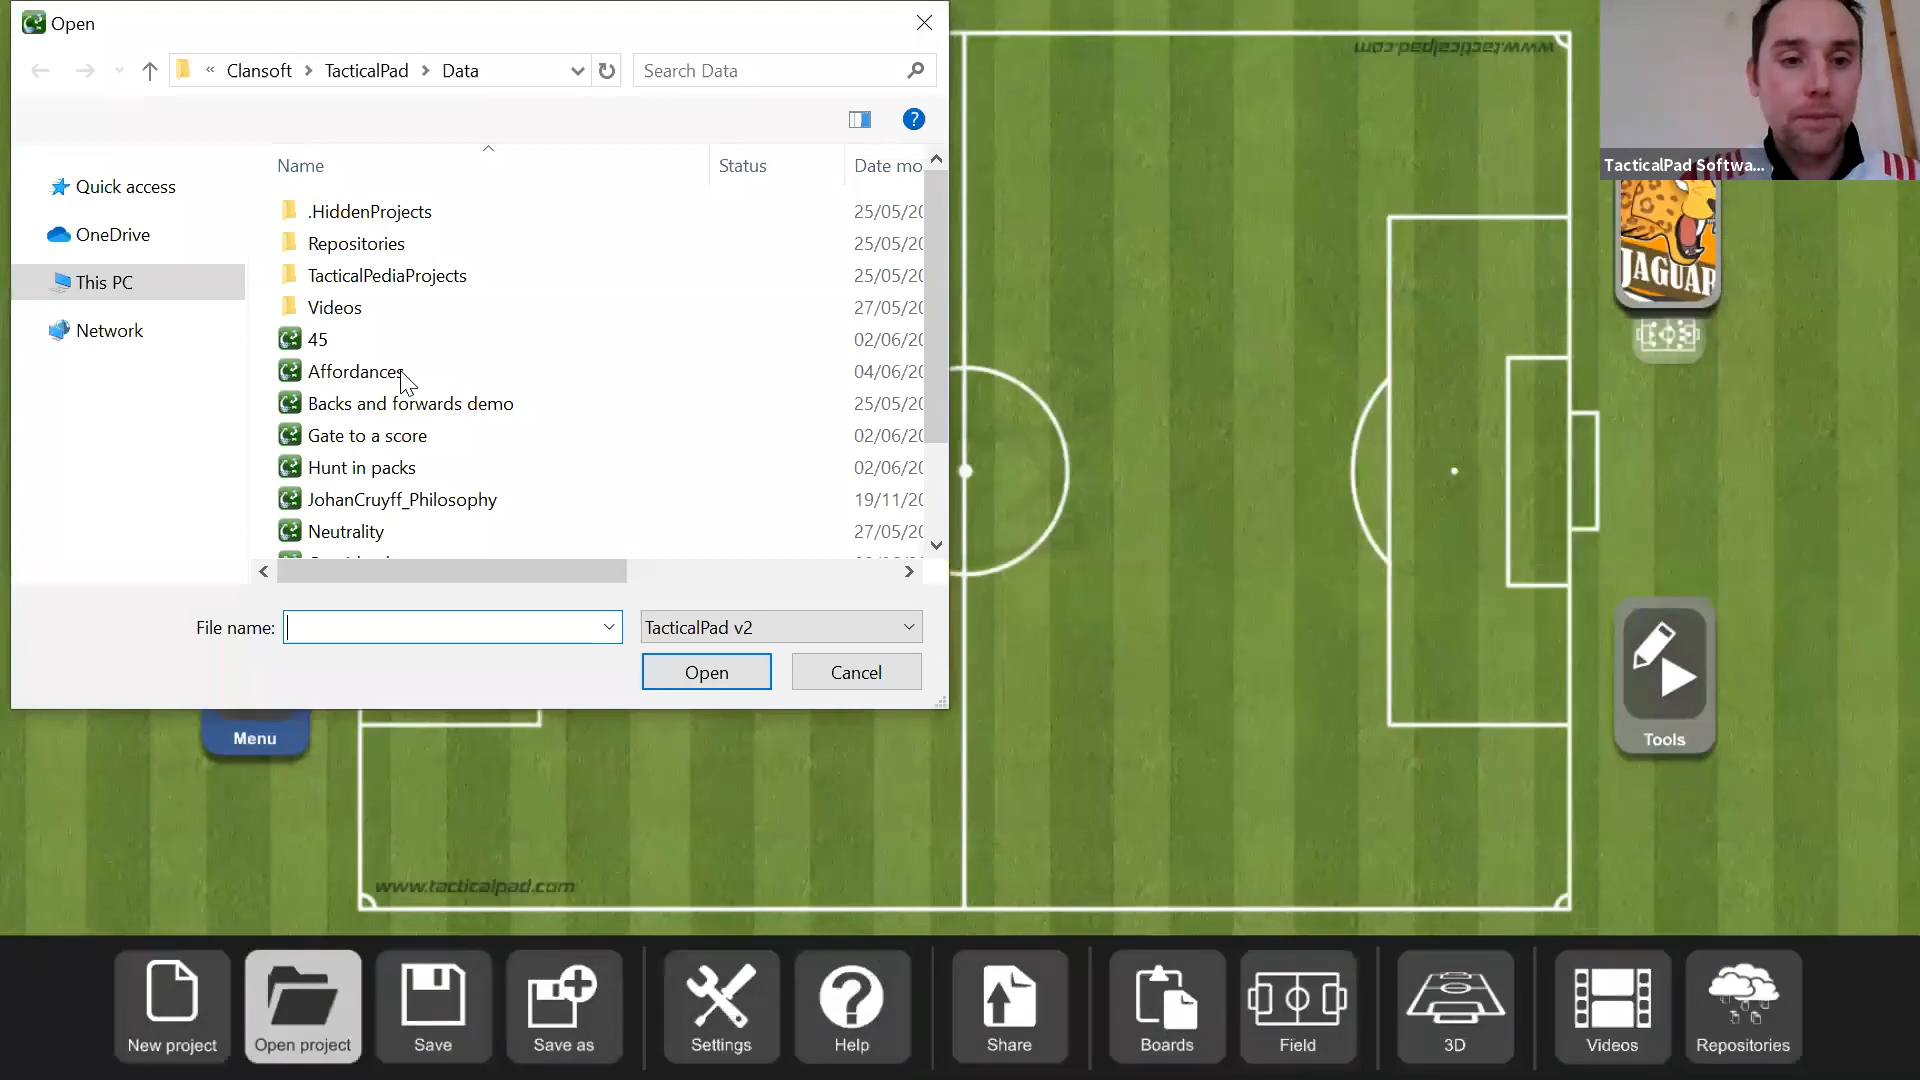 Open
« Clansoft > TacticalPad > Data
Search Data
?
Name
Status
Date mo
Quick access
OneDrive
This PC
Network
.HiddenProjects 25/05/20
Repositories 25/05/20
TacticalPediaProjects 25/05/20
Videos 27/05/20
45 02/06/20
Affordances 04/06/20
Backs and forwards demo 25/05/20
Gate to a score 02/06/20
Hunt in packs 02/06/20
JohanCruyff_Philosophy 19/11/20
Neutrality 27/05/20
File name:
TacticalPad v2
Open
Cancel
www.tacticalpad.com
TacticalPad Softwa...
JAGUAR
Menu
Tools
www.tacticalpad.com
New project
Open project
Save
Save as
Settings
Help
Share
Boards
Field
3D
Videos
Repositories